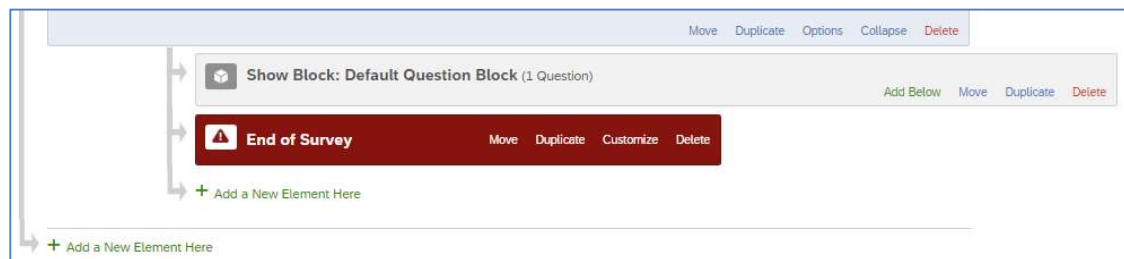 Move Duplicate Options Collapse Delete
Show Block: Default Question Block (1 Question)
Add Below Move Duplicate Delete
End of Survey Move Duplicate Customize Delete
+ Add a New Element Here
+ Add a New Element Here